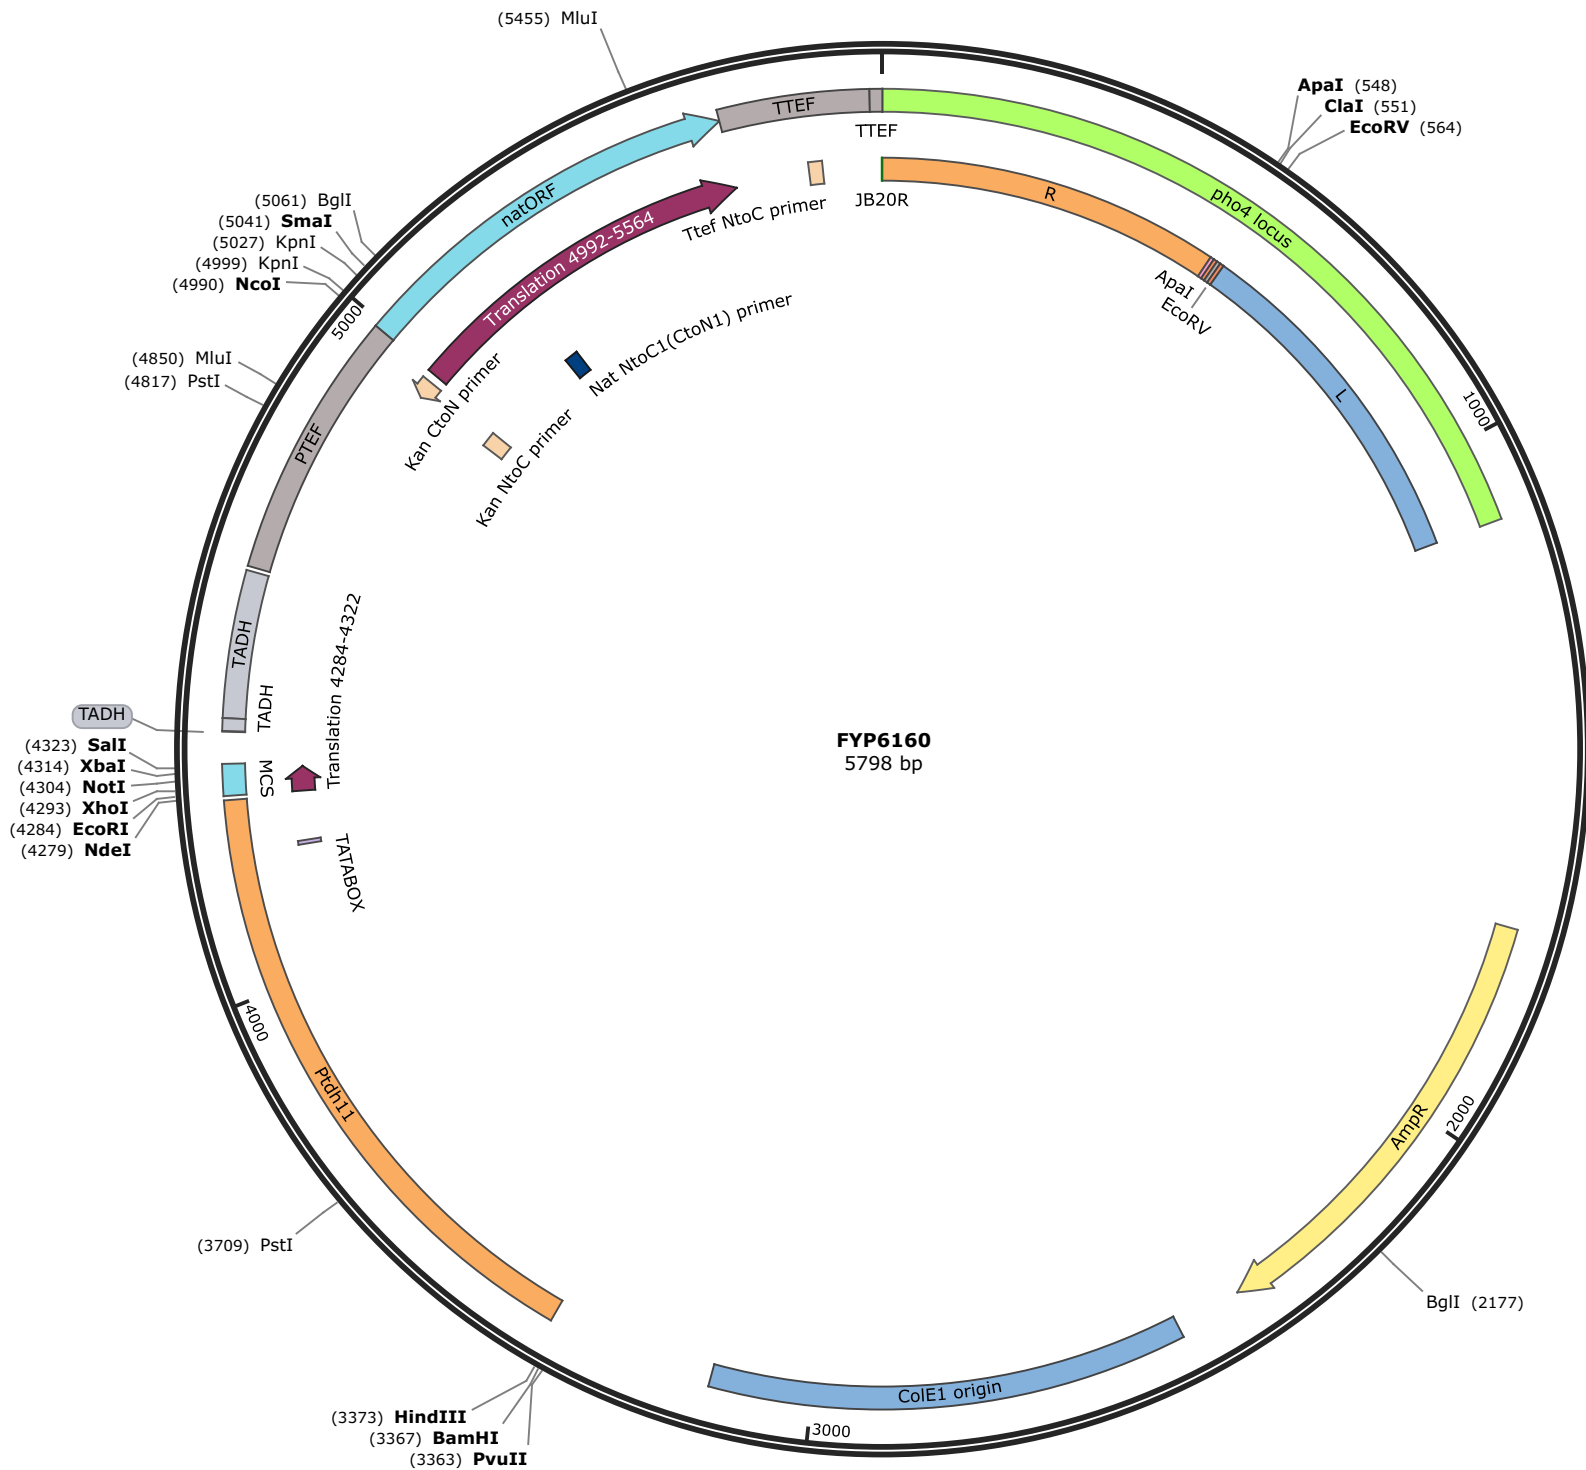 (5455) MluI
ApaI (548)
ClaI (551)
EcoRV (564)
TTEF
TTEF
pho4 locus
JB20R
R
natORF
Translation 4992-5564
Ttef NtoC primer
(5061) BglI
(5041) SmaI
(5027) KpnI
(4999) KpnI
(4990) NcoI
5000
ApaI
EcoRV
Nat NtoC1(CtoN1) primer
(4850) MluI
(4817) PstI
Kan CtoN primer
Kan NtoC primer
L
1000
PTEF
TADH
TADH
Translation 4284-4322
TADH
(4323) SalI
(4314) XbaI
(4304) NotI
(4293) XhoI
(4284) EcoRI
(4279) NdeI
MCS
FYP6160
5798 bp
TATABOX
4000
Ptdh11
AmpR
2000
(3709) PstI
BglI (2177)
ColE1 origin
3000
(3373) HindIII
(3367) BamHI
(3363) PvuII